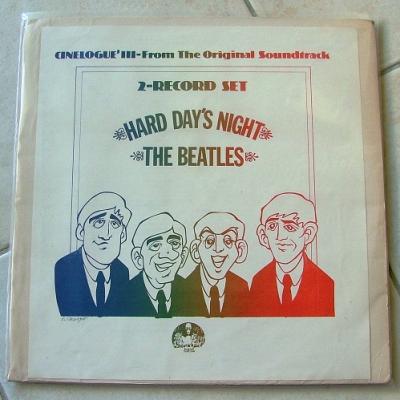 CINELOGUE' III-From The Original Soundtrack
2-RECORD SET
HARD DAY'S NIGHT
THE BEATLES